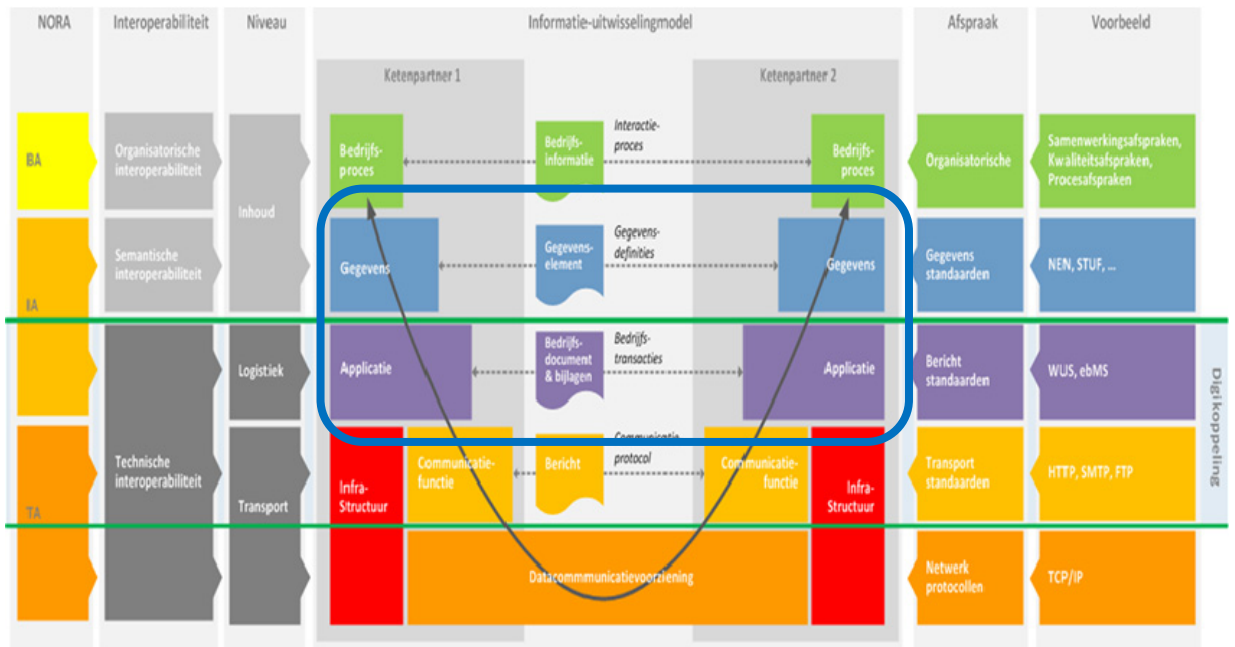 NORA
Interoperabiliteit
Niveau
Informatie-uitwisselingmodel
Afspraak
Voorbeeld
Ketenpartner 1
Ketenpartner 2
BA
Organisatorische
interoperabiliteit
Inhoud
Bedrijfs-
proces
Bedrijfs-
informatie
Interactie-
proces
Bedrijfs-
proces
Organisatorische
Samenwerkingsafspraken,
Kwaliteitsafspraken,
Procesafspraken
IA
Semantische
interoperabiliteit
Gegevens
Gegevens-
element
Gegevens-
definities
Gegevens
Gegevens
standaarden
NEN, STUF, ...
Logistiek
Applicatie
Bedrijfs-
document
& bijlagen
Bedrijfs-
transacties
Applicatie
Bericht
standaarden
WUS, ebMS
Digikoppeling
TA
Technische
interoperabiliteit
Transport
Infra-
Structuur
Communicatie-
functie
Bericht
Communicatie
protocol
Communicatie-
functie
Infra-
Structuur
Transport
standaarden
HTTP, SMTP, FTP
Datacommmunicatievoorziening
Netwerk
protocollen
TCP/IP